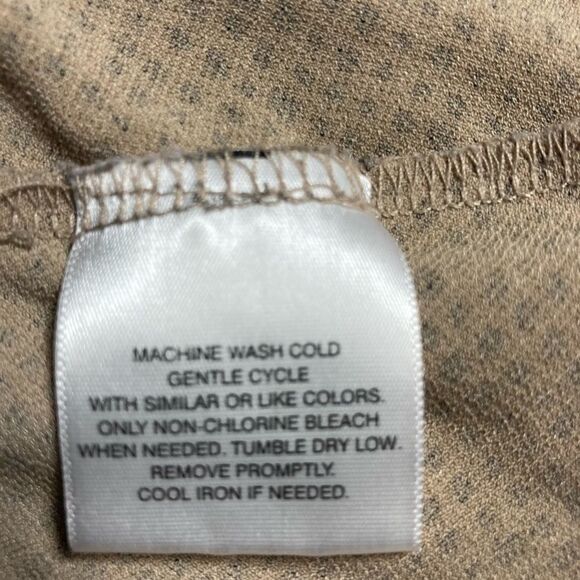 MACHINE WASH COLD
GENTLE CYCLE
WITH SIMILAR OR LIKE COLORS.
ONLY NON-CHLORINE BLEACH
WHEN NEEDED. TUMBLE DRY LOW.
REMOVE PROMPTLY.
COOL IRON IF NEEDED.